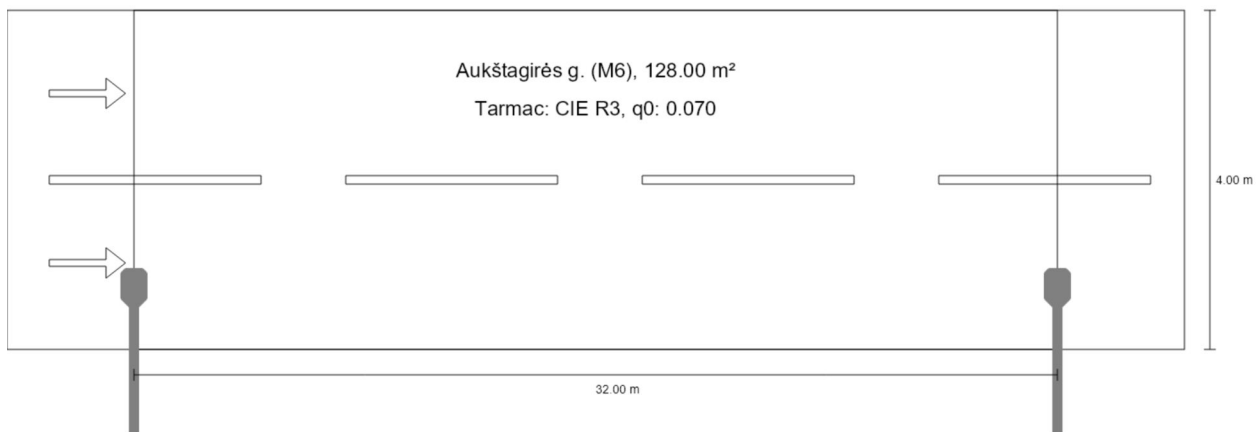 Aukštagirės g. (M6), 128.00 m²
Tarmac: CIE R3, q0: 0.070
4.00 m
32.00 m